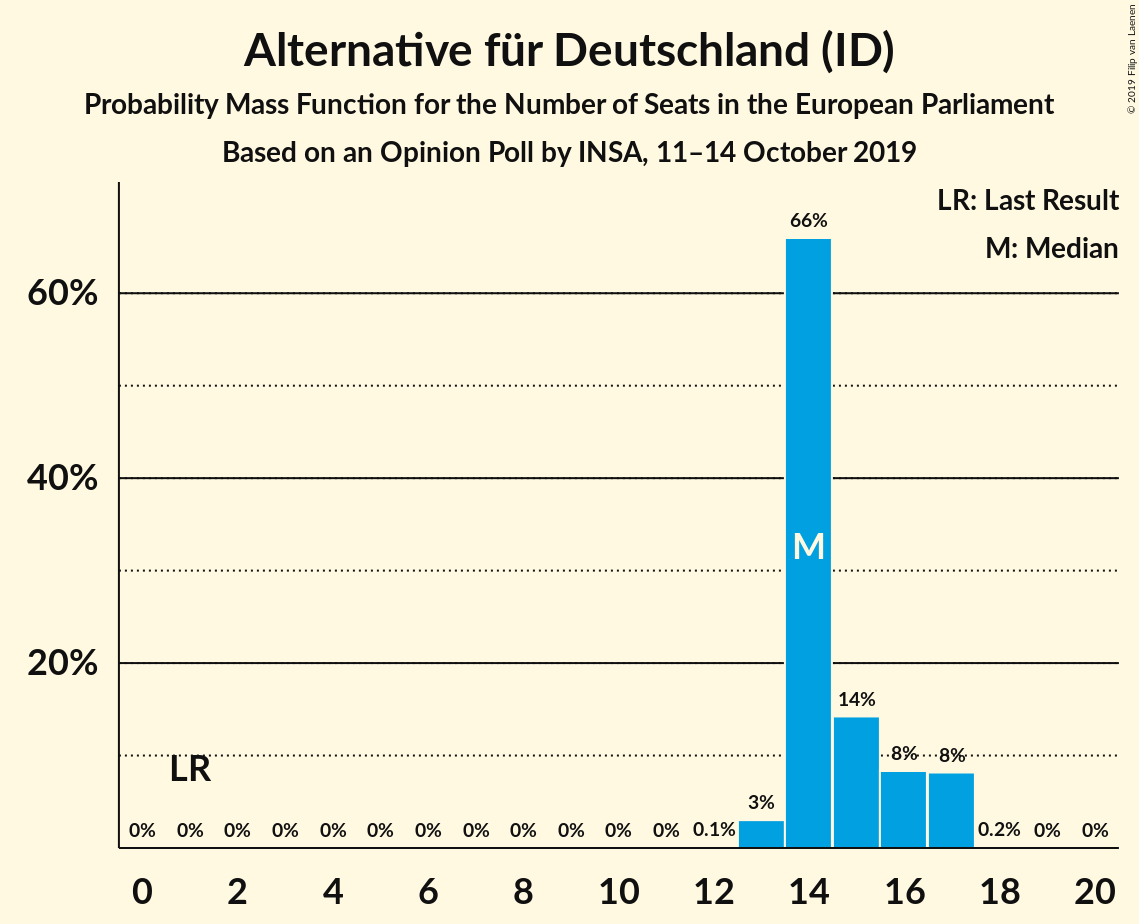 Alternative für Deutschland (ID)
Probability Mass Function for the Number of Seats in the European Parliament
Based on an Opinion Poll by INSA, 11–14 October 2019
© 2019 Filip van Laenen
LR: Last Result
M: Median
66%
60%
40%
M
20%
14%
LR
8% 8%
3%
0% 0% 0% 0% 0% 0% 0% 0% 0% 0% 0% 0% 0.1% 0.2% 0% 0%
0 2 4 6 8 10 12 14 16 18 20